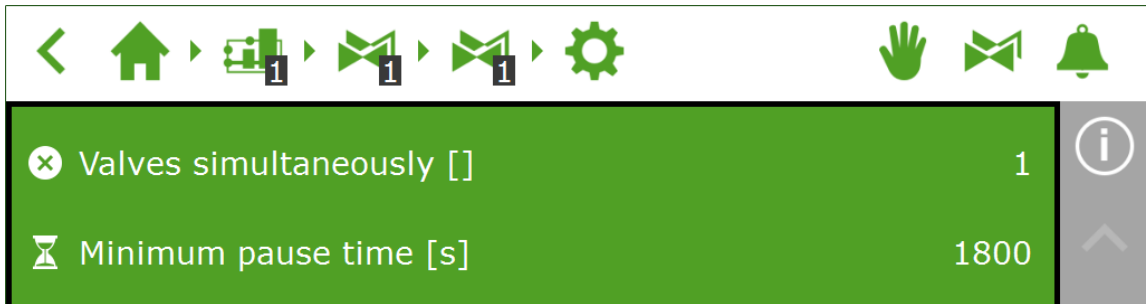 1 1 1
Valves simultaneously [] 1
Minimum pause time [s] 1800